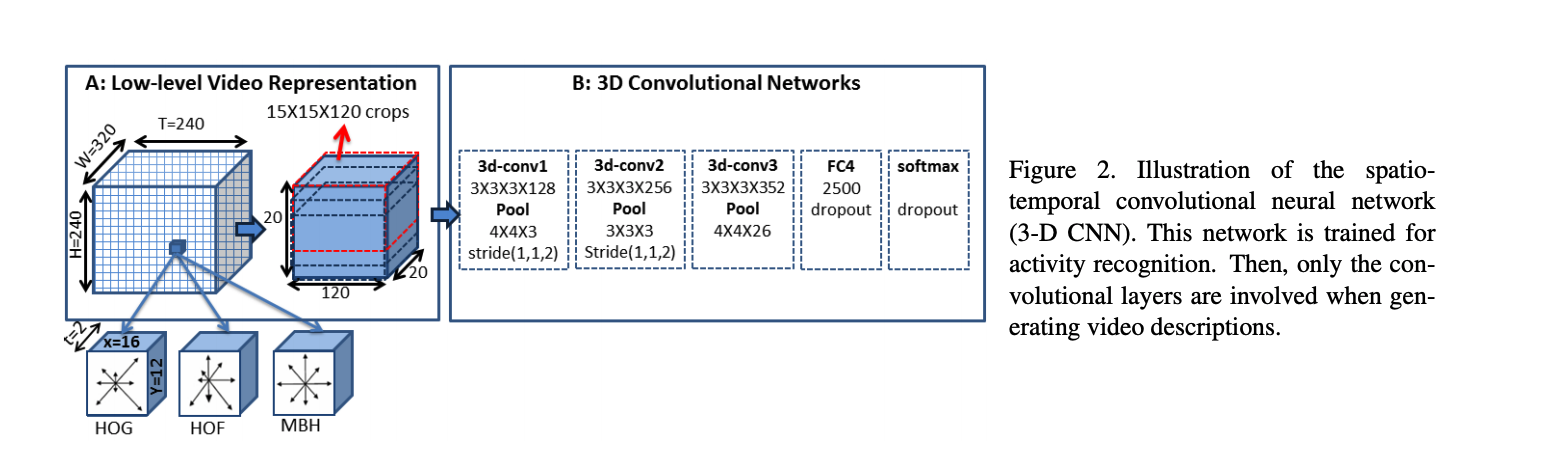 A: Low-level Video Representation
15X15X120 crops
T=240
W=320
H=240
20
20
120
t=2
x=16
Y=12
HOG
HOF
MBH
B: 3D Convolutional Networks
3d-conv1
3X3X3X128
Pool
4X4X3
stride(1,1,2)
3d-conv2
3X3X3X256
Pool
3X3X3
Stride(1,1,2)
3d-conv3
3X3X3X352
Pool
4X4X26
FC4
2500
dropout
softmax
dropout
Figure 2. Illustration of the spatio-
temporal convolutional neural network
(3-D CNN). This network is trained for
activity recognition. Then, only the con-
volutional layers are involved when gen-
erating video descriptions.